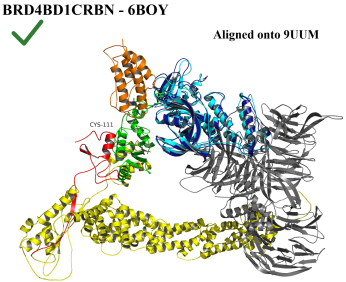 BRD4BD1CRBN - 6BOY
Aligned onto 9UUM
CYS-111